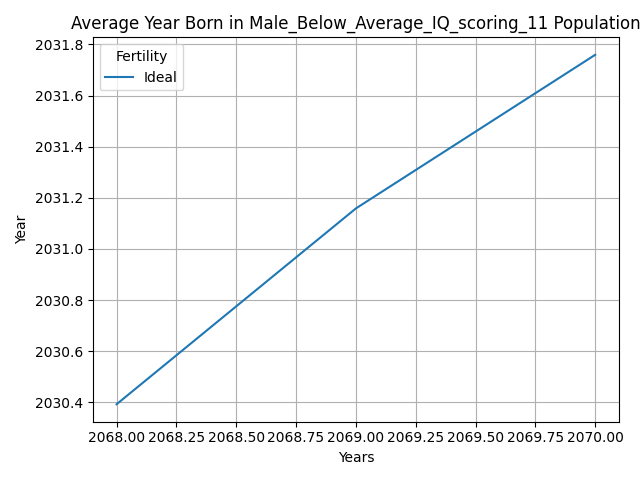 Average Year Born in Male_Below_Average_IQ_scoring_11 Population
Fertility
Ideal
2031.8
2031.6
2031.4
2031.2
2031.0
2030.8
2030.6
2030.4
Year
2068.00 2068.25 2068.50 2068.75 2069.00 2069.25 2069.50 2069.75 2070.00
Years